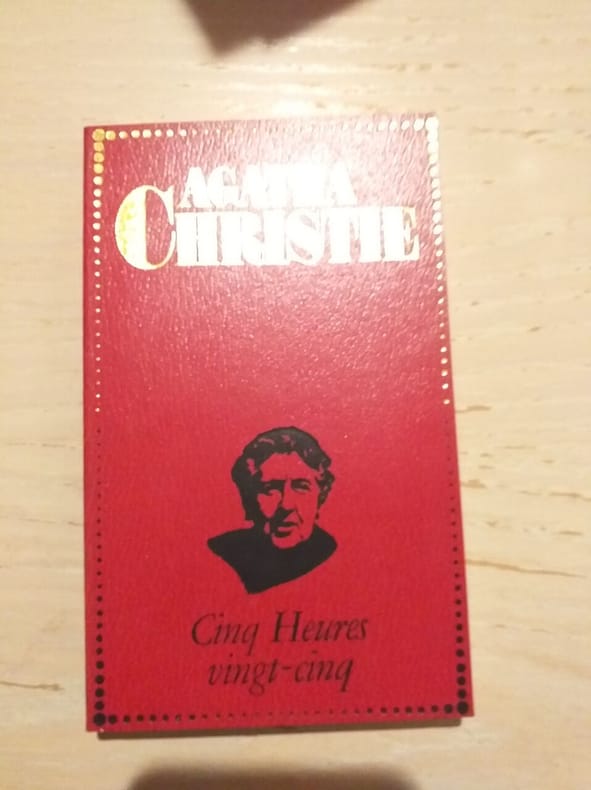 AGATHA
CHRISTIE
Cinq Heures
vingt-cinq